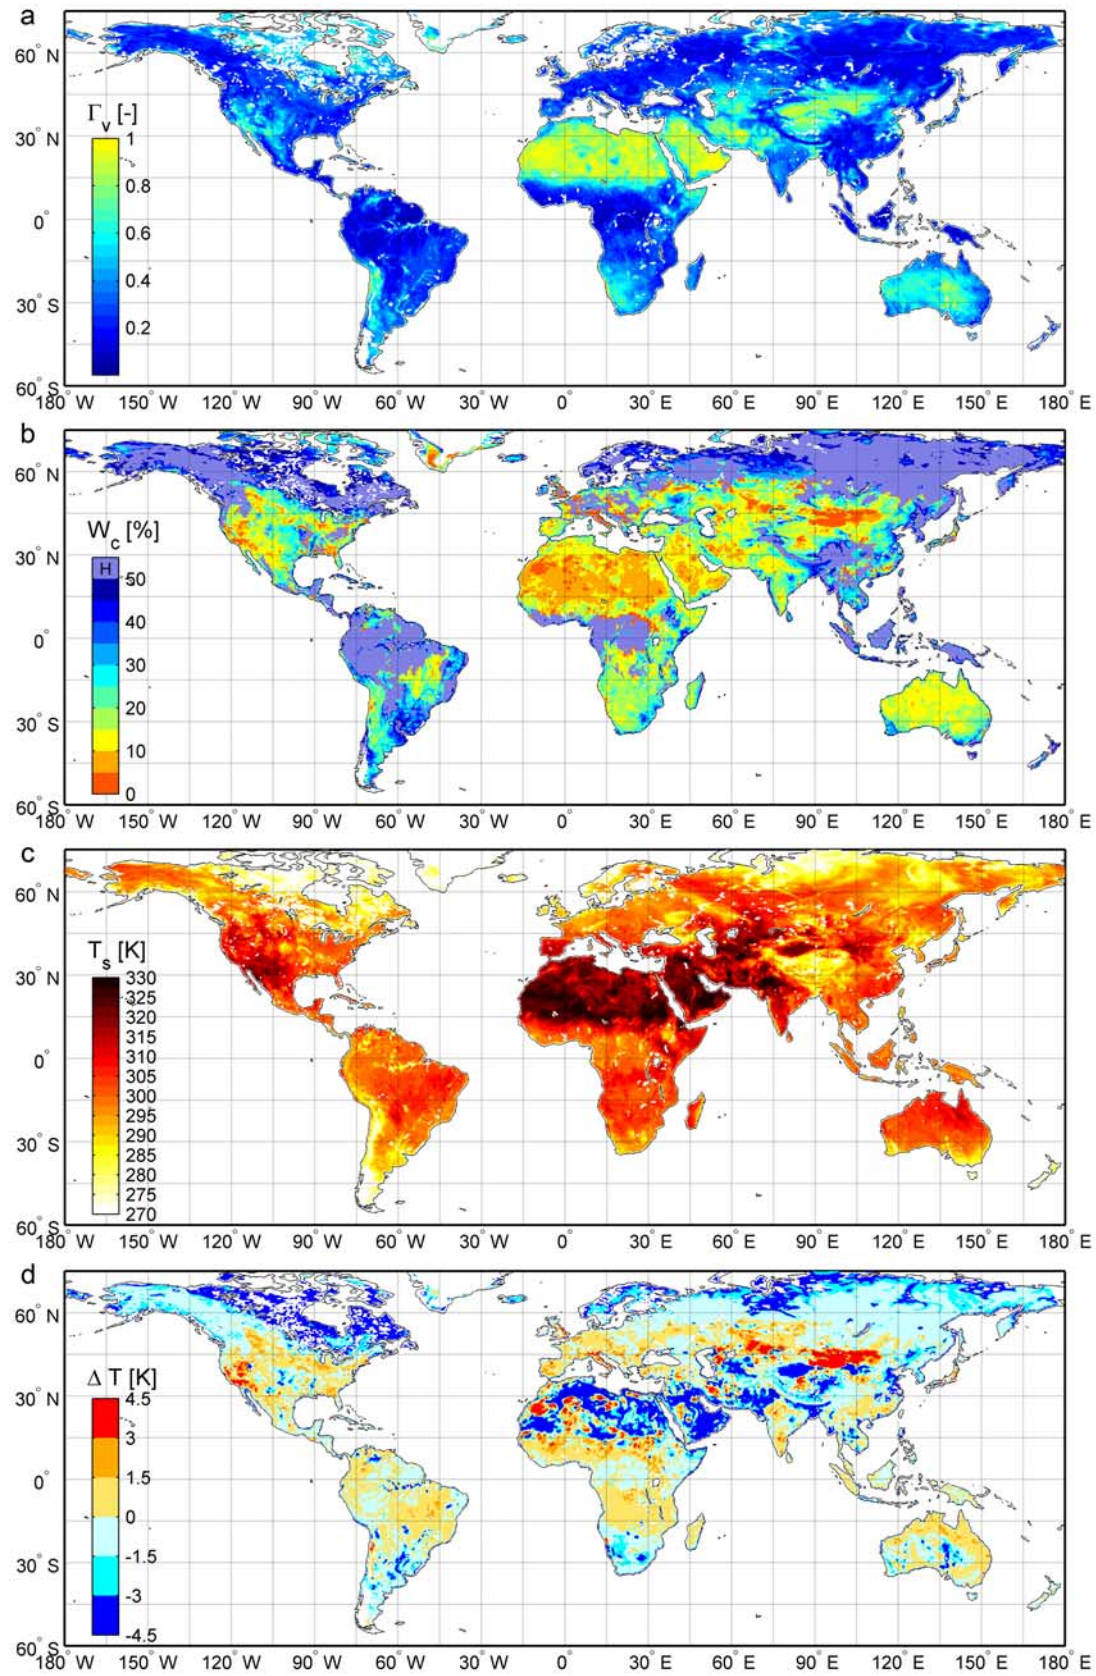 a
60° N
Γv [-]
1
30° N
0.8
0°
0.6
0.4
30° S
0.2
60° S
180° W 150° W 120° W 90° W 60° W 30° W 0° 30° E 60° E 90° E 120° E 150° E 180° E
b
60° N
Wc [%]
H
50
30° N
40
0°
30
20
30° S
10
0
60° S
180° W 150° W 120° W 90° W 60° W 30° W 0° 30° E 60° E 90° E 120° E 150° E 180° E
c
60° N
Ts [K]
330
30° N
325
320
315
310
0°
305
300
295
290
285
30° S
280
275
270
60° S
180° W 150° W 120° W 90° W 60° W 30° W 0° 30° E 60° E 90° E 120° E 150° E 180° E
d
60° N
Δ T [K]
4.5
30° N
3
1.5
0°
0
-1.5
30° S
-3
-4.5
60° S
180° W 150° W 120° W 90° W 60° W 30° W 0° 30° E 60° E 90° E 120° E 150° E 180° E